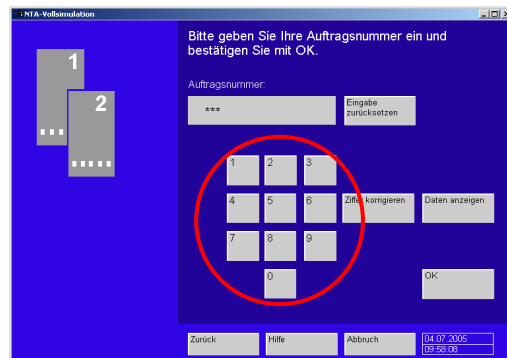 NTA-Vollsimulation
Bitte geben Sie Ihre Auftragsnummer ein und
bestätigen Sie mit OK.
1
2
Auftragsnummer:
***
Eingabe
zurücksetzen
1 2 3
4 5 6 Ziffer korrigieren Daten anzeigen
7 8 9
0 OK
Zurück Hilfe Abbruch 04.07.2005
09:58:08